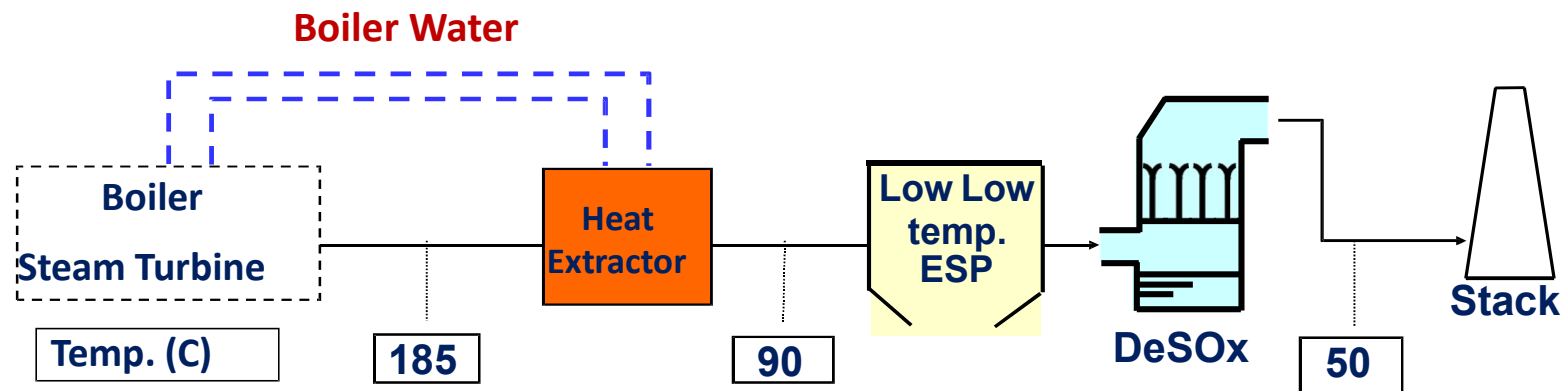 Boiler Water
Boiler
Steam Turbine
Heat
Extractor
Low Low
temp.
ESP
DeSOx
Stack
Temp. (C)
185
90
50